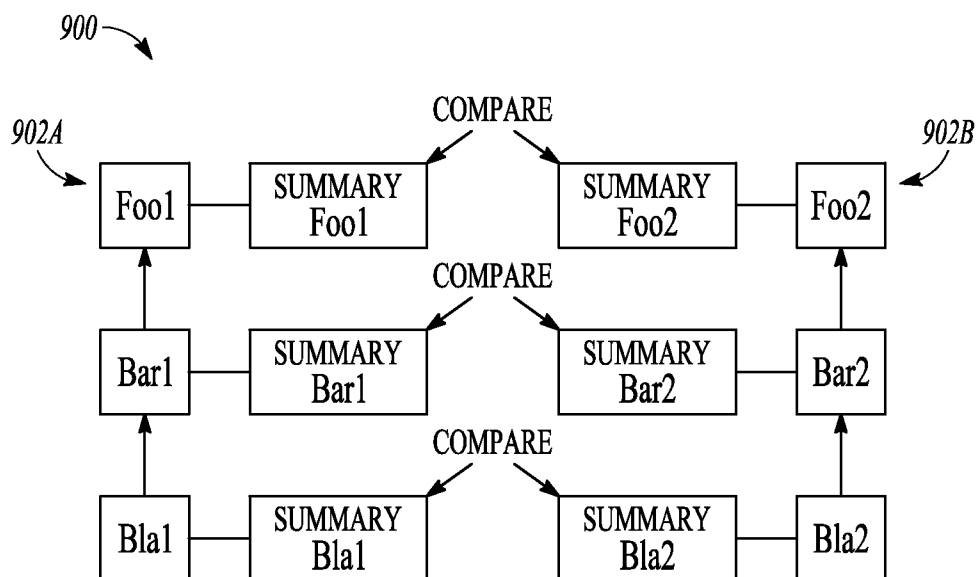 900
COMPARE
902A
902B
Foo1
SUMMARY
Foo1
SUMMARY
Foo2
Foo2
COMPARE
Bar1
SUMMARY
Bar1
SUMMARY
Bar2
Bar2
COMPARE
Bla1
SUMMARY
Bla1
SUMMARY
Bla2
Bla2